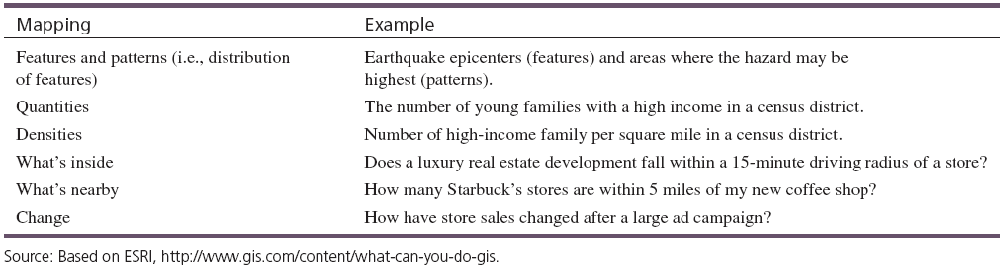 Mapping Example
Features and patterns (i.e., distribution of features) Earthquake epicenters (features) and areas where the hazard may be highest (patterns).
Quantities The number of young families with a high income in a census district.
Densities Number of high-income family per square mile in a census district.
What's inside Does a luxury real estate development fall within a 15-minute driving radius of a store?
What's nearby How many Starbuck's stores are within 5 miles of my new coffee shop?
Change How have store sales changed after a large ad campaign?
Source: Based on ESRI, http://www.gis.com/content/what-can-you-do-gis.